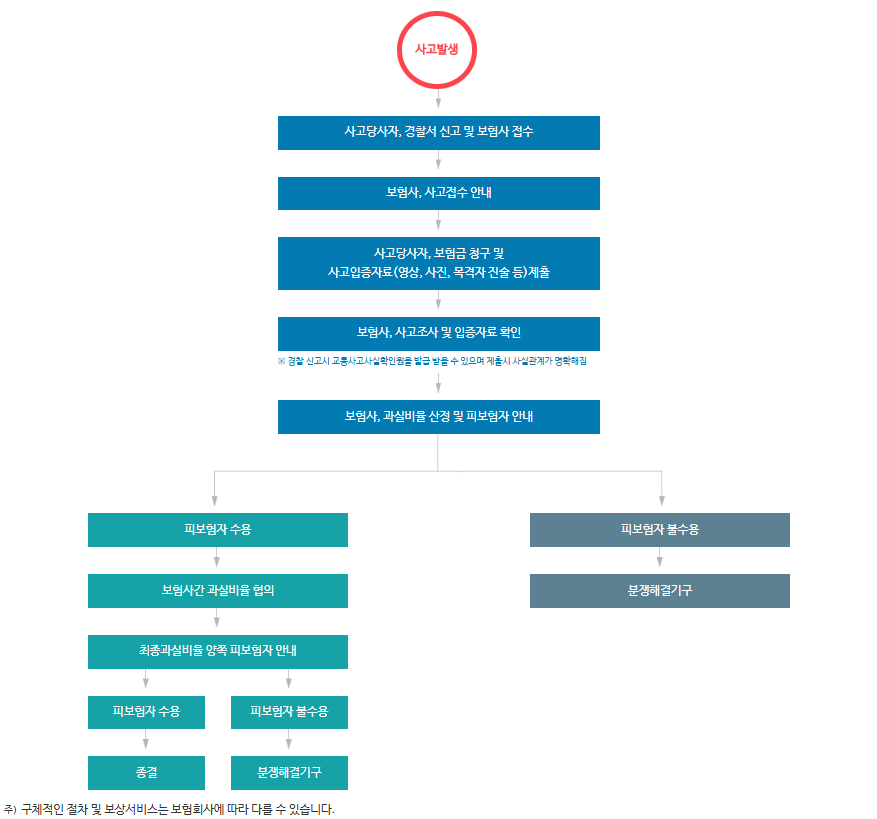 사고발생
사고당사자, 경찰서 신고 및 보험사 접수
보험사, 사고접수 안내
사고당사자, 보험금 청구 및
사고입증자료(영상, 사진, 목격자 진술 등)제출
보험사, 사고조사 및 입증자료 확인
※ 경찰 신고시 교통사고사실확인원을 발급 받을 수 있으며 제출시 사실관계가 명확해짐
보험사, 과실비율 산정 및 피보험자 안내
피보험자 수용
피보험자 불수용
보험사간 과실비율 협의
분쟁해결기구
최종과실비율 양쪽 피보험자 안내
피보험자 수용
피보험자 불수용
종결
분쟁해결기구
주) 구체적인 절차 및 보상서비스는 보험회사에 따라 다를 수 있습니다.